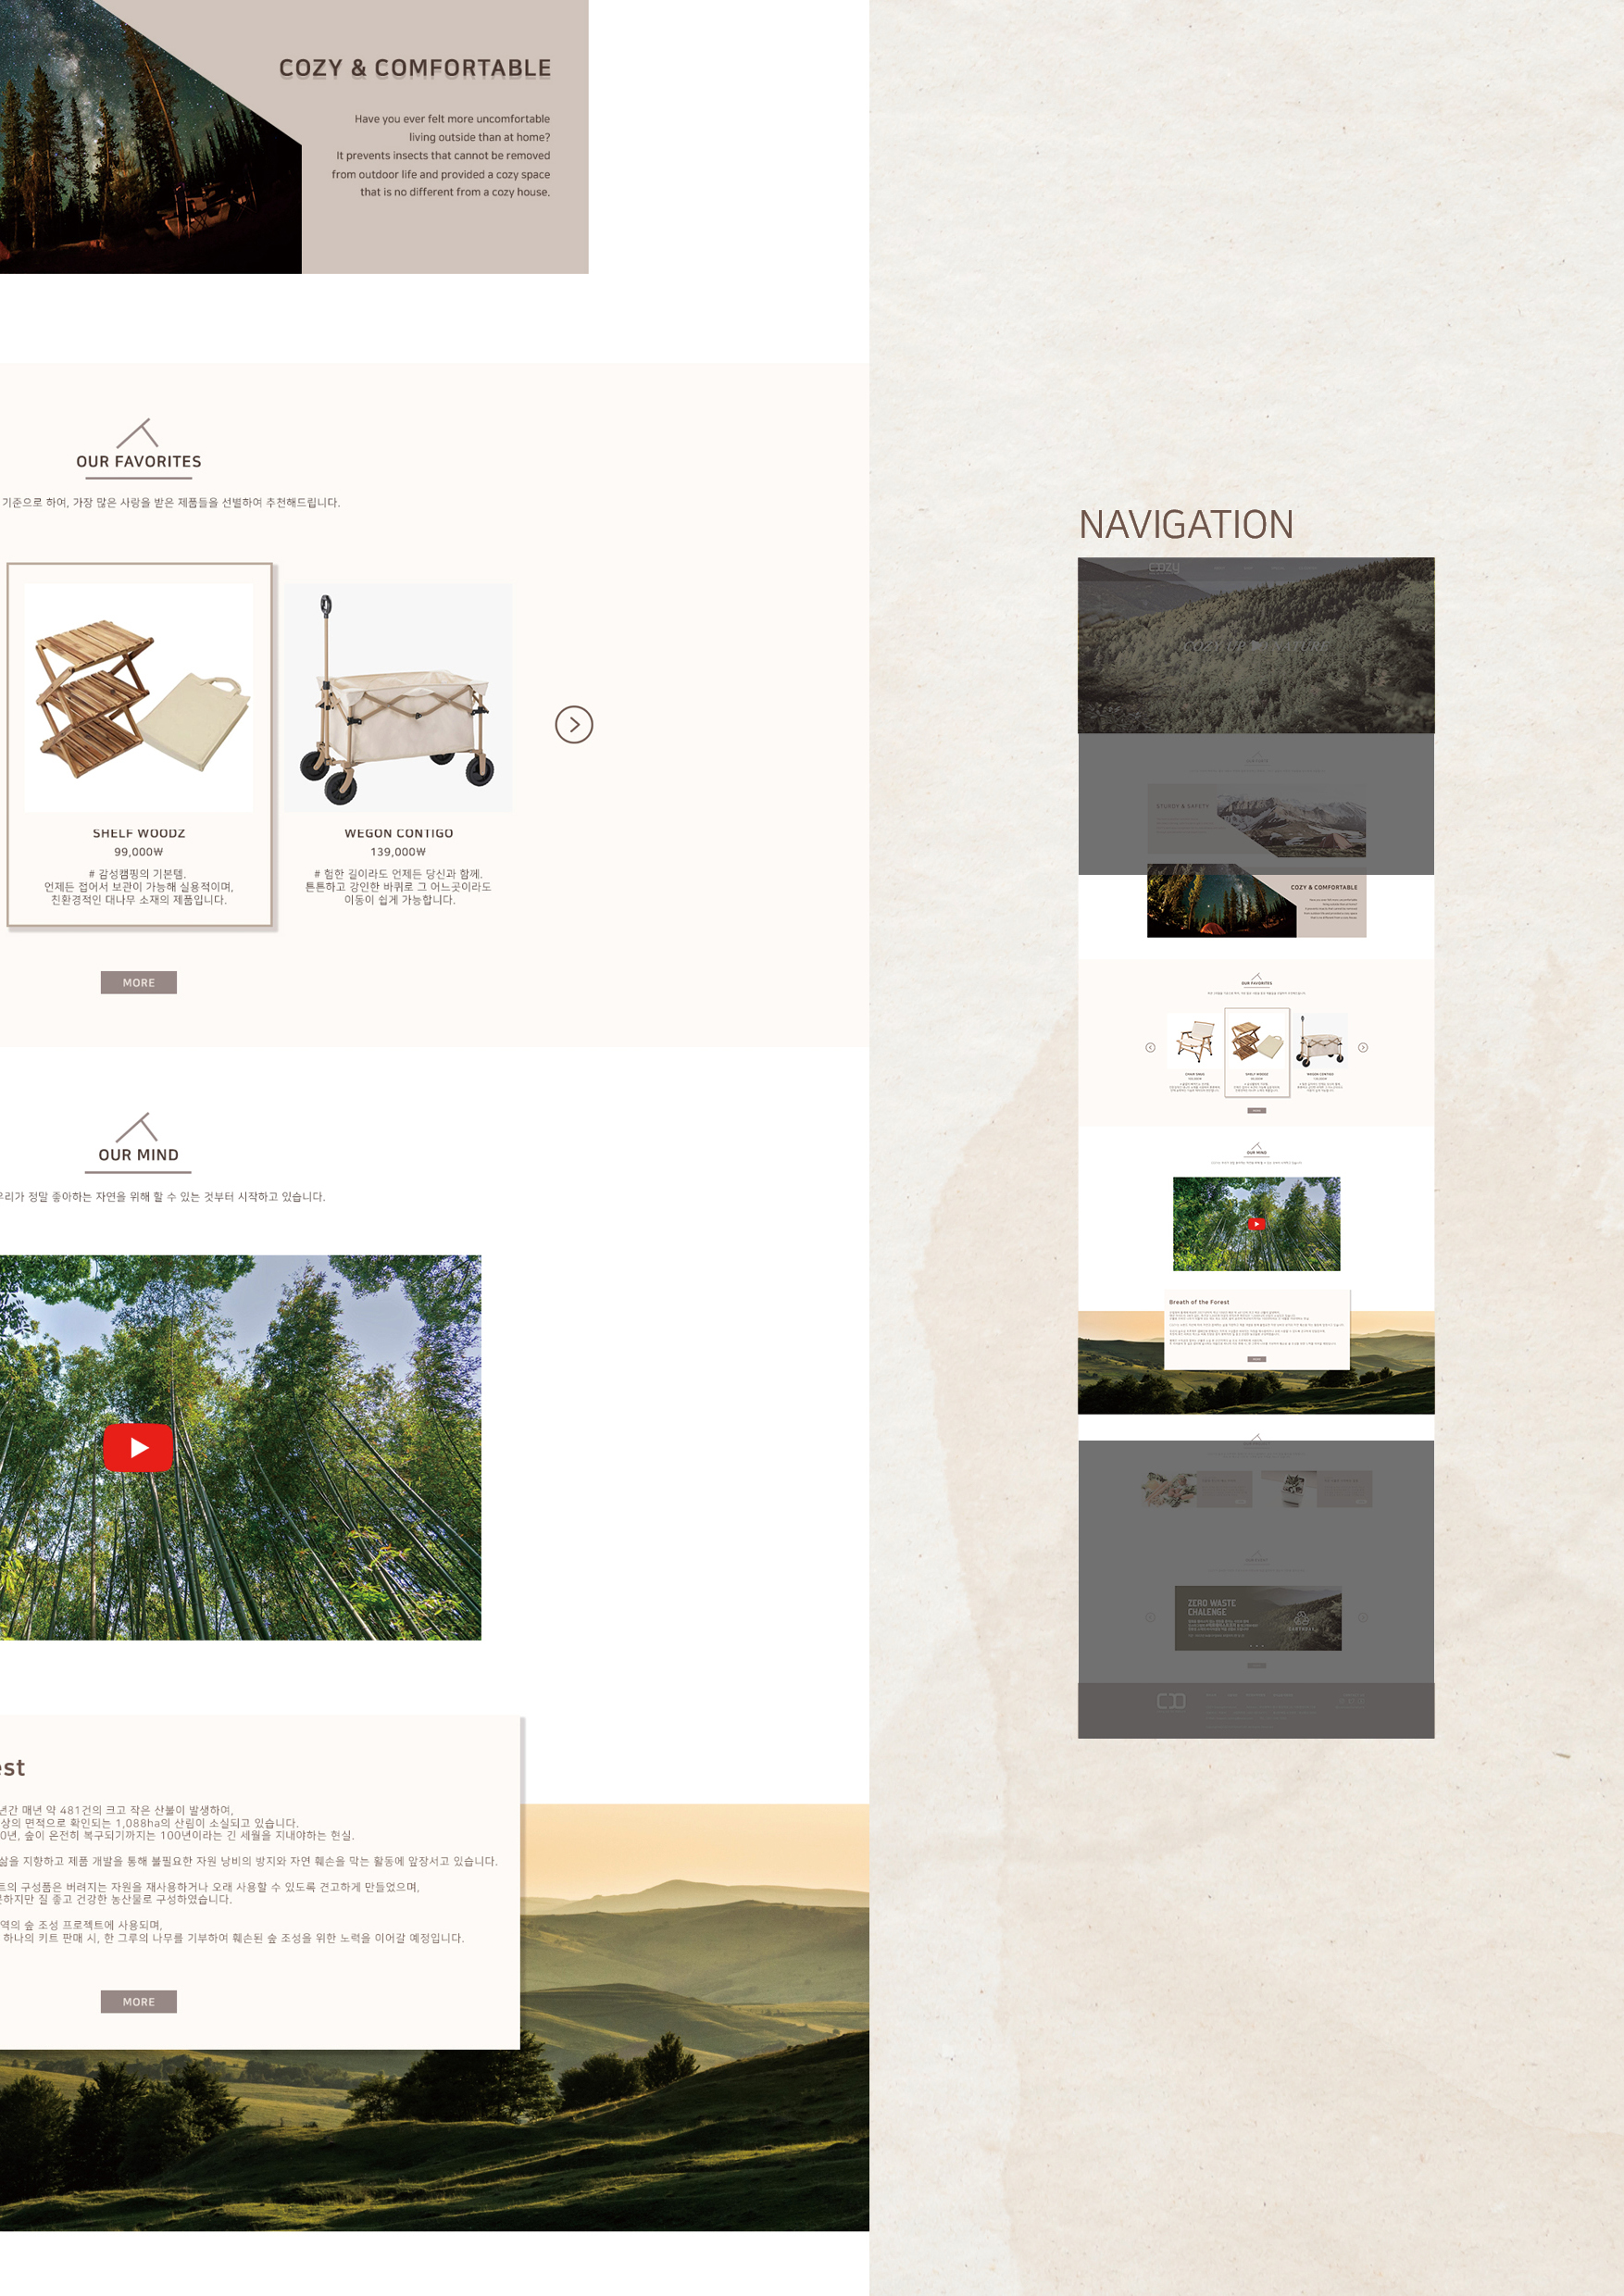 COZY & COMFORTABLE
Have you ever felt more uncomfortable
living outside than at home?
It prevents insects that cannot be removed
from outdoor life and provided a cozy space
that is no different from a cozy house.
OUR FAVORITES
기준으로 하여, 가장 많은 사랑을 받은 제품들을 선별하여 추천해드립니다.
SHELF WOODZ
99,000₩
# 감성캠핑의 기본템.
언제든 접어서 보관이 가능해 실용적이며,
친환경적인 대나무 소재의 제품입니다.
WEGON CONTIGO
139,000₩
# 험한 길이라도 언제든 당신과 함께.
튼튼하고 강인한 바퀴로 그 어느곳이라도
이동이 쉽게 가능합니다.
MORE
OUR MIND
우리가 정말 좋아하는 자연을 위해 할 수 있는 것부터 시작하고 있습니다.
est
년간 매년 약 481건의 크고 작은 산불이 발생하여,
상의 면적으로 확인되는 1,088ha의 산림이 소실되고 있습니다.
0년, 숲이 온전히 복구되기까지는 100년이라는 긴 세월을 지내야하는 현실.
삶을 지향하고 제품 개발을 통해 불필요한 자원 낭비의 방지와 자연 훼손을 막는 활동에 앞장서고 있습니다.
트의 구성품은 버려지는 자원을 재사용하거나 오래 사용할 수 있도록 견고하게 만들었으며,
못하지만 질 좋고 건강한 농산물로 구성하였습니다.
역의 숲 조성 프로젝트에 사용되며,
하나의 키트 판매 시, 한 그루의 나무를 기부하여 훼손된 숲 조성을 위한 노력을 이어갈 예정입니다.
MORE
NAVIGATION
Cozy
COZY UP TO NATURE
STURDY & SAFETY
COZY & COMFORTABLE
OUR FAVORITES
SHELF WOODZ
WEGON CONTIGO
MORE
OUR MIND
Breath of the Forest
MORE
ZERO WASTE
CHALENGE